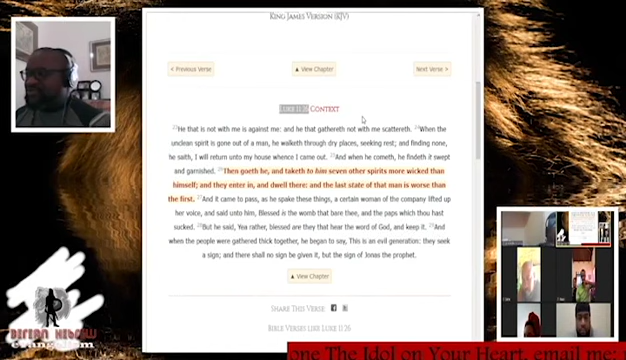 KING JAMES VERSION (KJV)
< Previous Verse
▲ View Chapter
Next Verse >
LUKE 11:26 CONTEXT
23He that is not with me is against me: and he that gathereth not with me scattereth. 24When the
unclean spirit is gone out of a man, he walketh through dry places, seeking rest; and finding none,
he saith, I will return unto my house whence I came out. 25And when he cometh, he findeth it swept
and garnished. 26Then goeth he, and taketh to him seven other spirits more wicked than
himself; and they enter in, and dwell there: and the last state of that man is worse than
the first. 27And it came to pass, as he spake these things, a certain woman of the company lifted up
her voice, and said unto him, Blessed is the womb that bare thee, and the paps which thou hast
sucked. 28But he said, Yea rather, blessed are they that hear the word of God, and keep it. 29And
when the people were gathered thick together, he began to say, This is an evil generation: they seek
a sign; and there shall no sign be given it, but the sign of Jonas the prophet.
▲ View Chapter
SHARE THIS VERSE:
BIBLE VERSES LIKE LUKE 11:26
BEREAN HEBREW
Evangelism
one The Idol on Your Heart, email me: